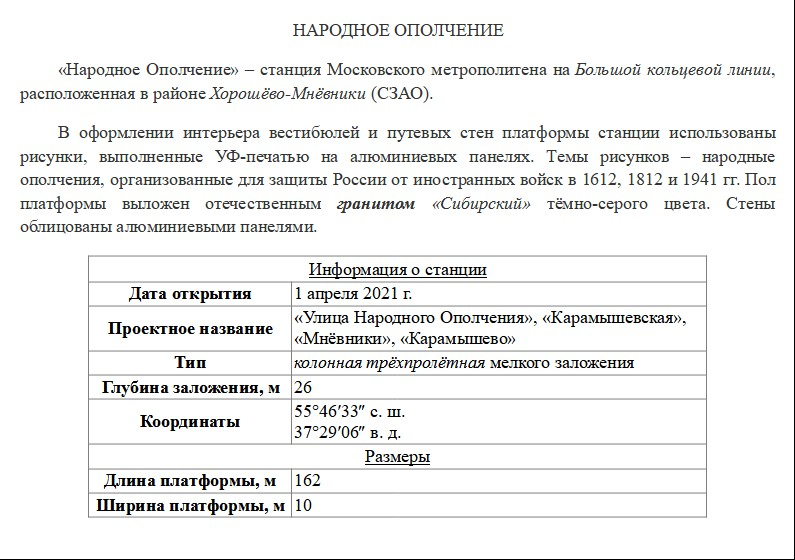 НАРОДНОЕ ОПОЛЧЕНИЕ
«Народное Ополчение» – станция Московского метрополитена на Большой кольцевой линии,
расположенная в районе Хорошёво-Мнёвники (СЗАО).
В оформлении интерьера вестибюлей и путевых стен платформы станции использованы
рисунки, выполненные УФ-печатью на алюминиевых панелях. Темы рисунков – народные
ополчения, организованные для защиты России от иностранных войск в 1612, 1812 и 1941 гг. Пол
платформы выложен отечественным гранитом «Сибирский» тёмно-серого цвета. Стены
облицованы алюминиевыми панелями.
Информация о станции
Дата открытия 1 апреля 2021 г.
Проектное название «Улица Народного Ополчения», «Карамышевская»,
«Мнёвники», «Карамышево»
Тип колонная трёхпролётная мелкого заложения
Глубина заложения, м 26
Координаты 55°46′33″ с. ш.
37°29′06″ в. д.
Размеры
Длина платформы, м 162
Ширина платформы, м 10